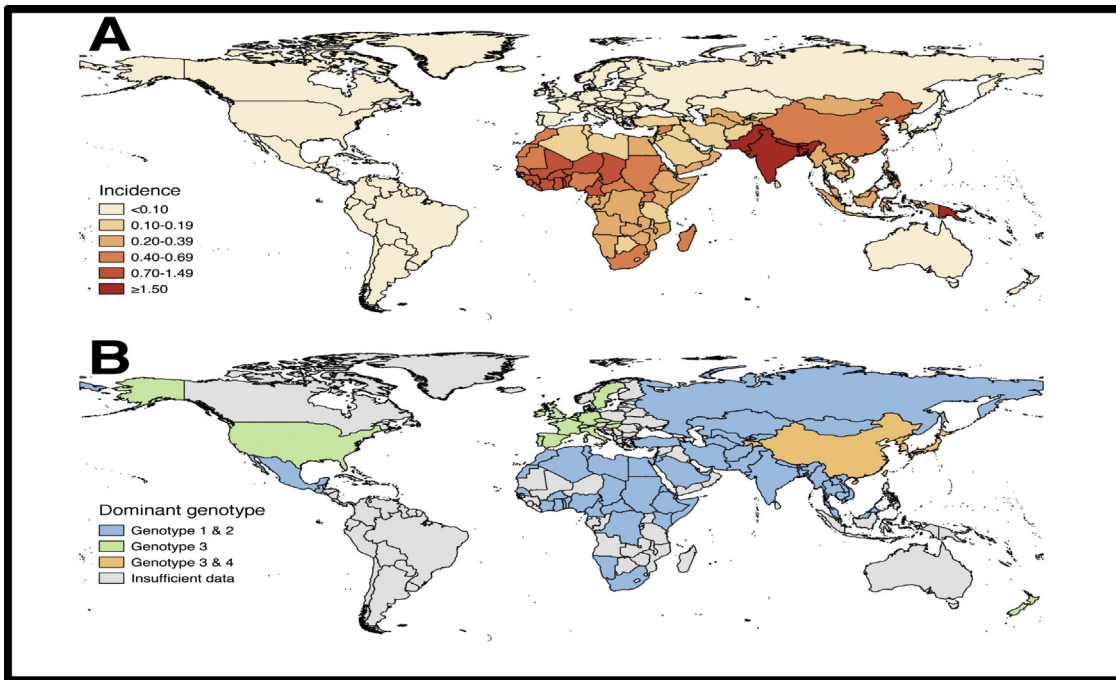 A
Incidence
<0.10
0.10-0.19
0.20-0.39
0.40-0.69
0.70-1.49
≥1.50
B
Dominant genotype
Genotype 1 & 2
Genotype 3
Genotype 3 & 4
Insufficient data